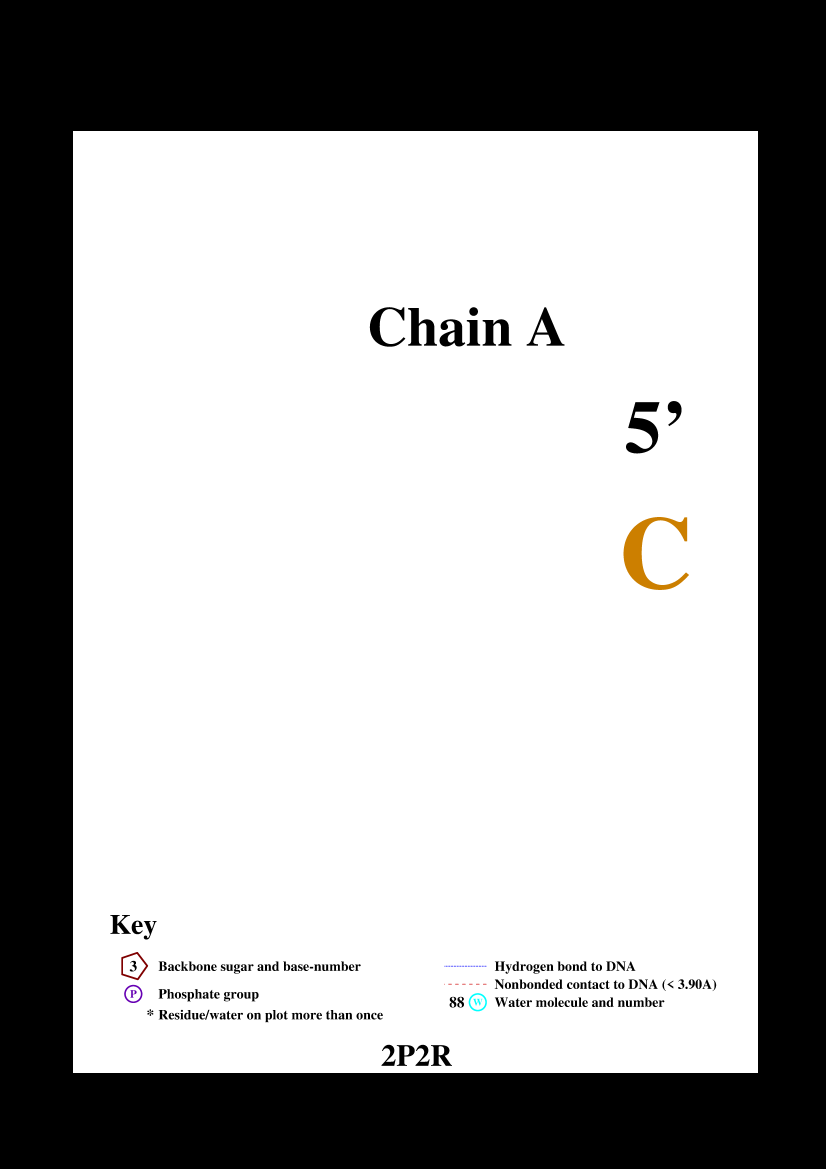 Chain A
5’
C
Key
3 Backbone sugar and base-number
P Phosphate group
* Residue/water on plot more than once
Hydrogen bond to DNA
Nonbonded contact to DNA (< 3.90A)
88 W Water molecule and number
2P2R